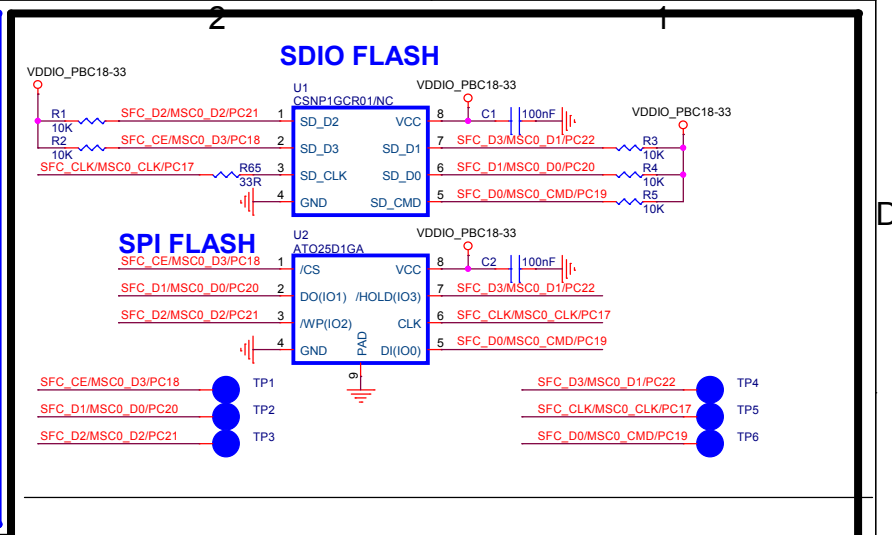 2
1
SDIO FLASH
VDDIO_PBC18-33
U1
CSNP1GCR01/NC
VDDIO_PBC18-33
VDDIO_PBC18-33
R1
10K
SFC_D2/MSC0_D2/PC21
1
SD_D2
VCC
8
C1
100nF
R2
10K
SFC_CE/MSC0_D3/PC18
2
SD_D3
SD_D1
7
SFC_D3/MSC0_D1/PC22
R3
10K
SFC_CLK/MSC0_CLK/PC17
R65
33R
3
SD_CLK
SD_D0
6
SFC_D1/MSC0_D0/PC20
R4
10K
4
GND
SD_CMD
5
SFC_D0/MSC0_CMD/PC19
R5
10K
D
SPI FLASH
U2
ATO25D1GA
VDDIO_PBC18-33
SFC_CE/MSC0_D3/PC18
1
/CS
VCC
8
C2
100nF
SFC_D1/MSC0_D0/PC20
2
DO(IO1)
/HOLD(IO3)
7
SFC_D3/MSC0_D1/PC22
SFC_D2/MSC0_D2/PC21
3
/WP(IO2)
CLK
6
SFC_CLK/MSC0_CLK/PC17
4
GND
PAD
DI(IO0)
5
SFC_D0/MSC0_CMD/PC19
9
SFC_CE/MSC0_D3/PC18
TP1
SFC_D3/MSC0_D1/PC22
TP4
SFC_D1/MSC0_D0/PC20
TP2
SFC_CLK/MSC0_CLK/PC17
TP5
SFC_D2/MSC0_D2/PC21
TP3
SFC_D0/MSC0_CMD/PC19
TP6